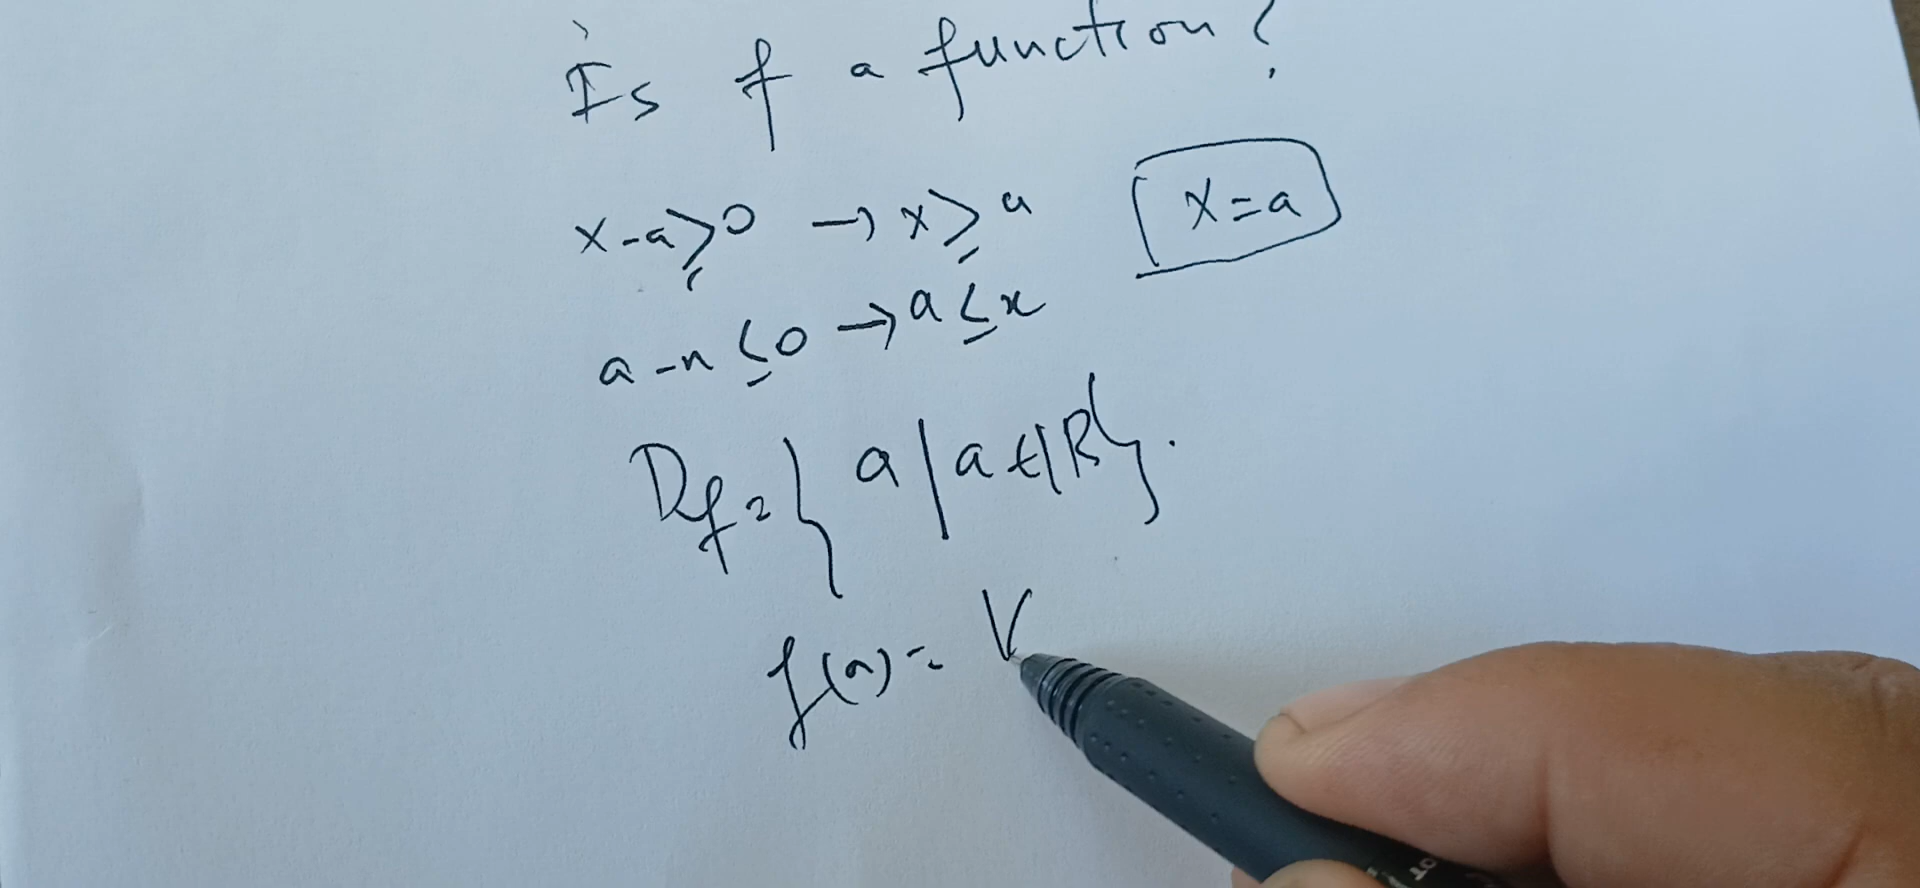 Is f a function?
x-a≥0 → x≥a
X=a
a-x≤0 → a≤x
Df = {a | a∈ℝ}.
f(a) = √